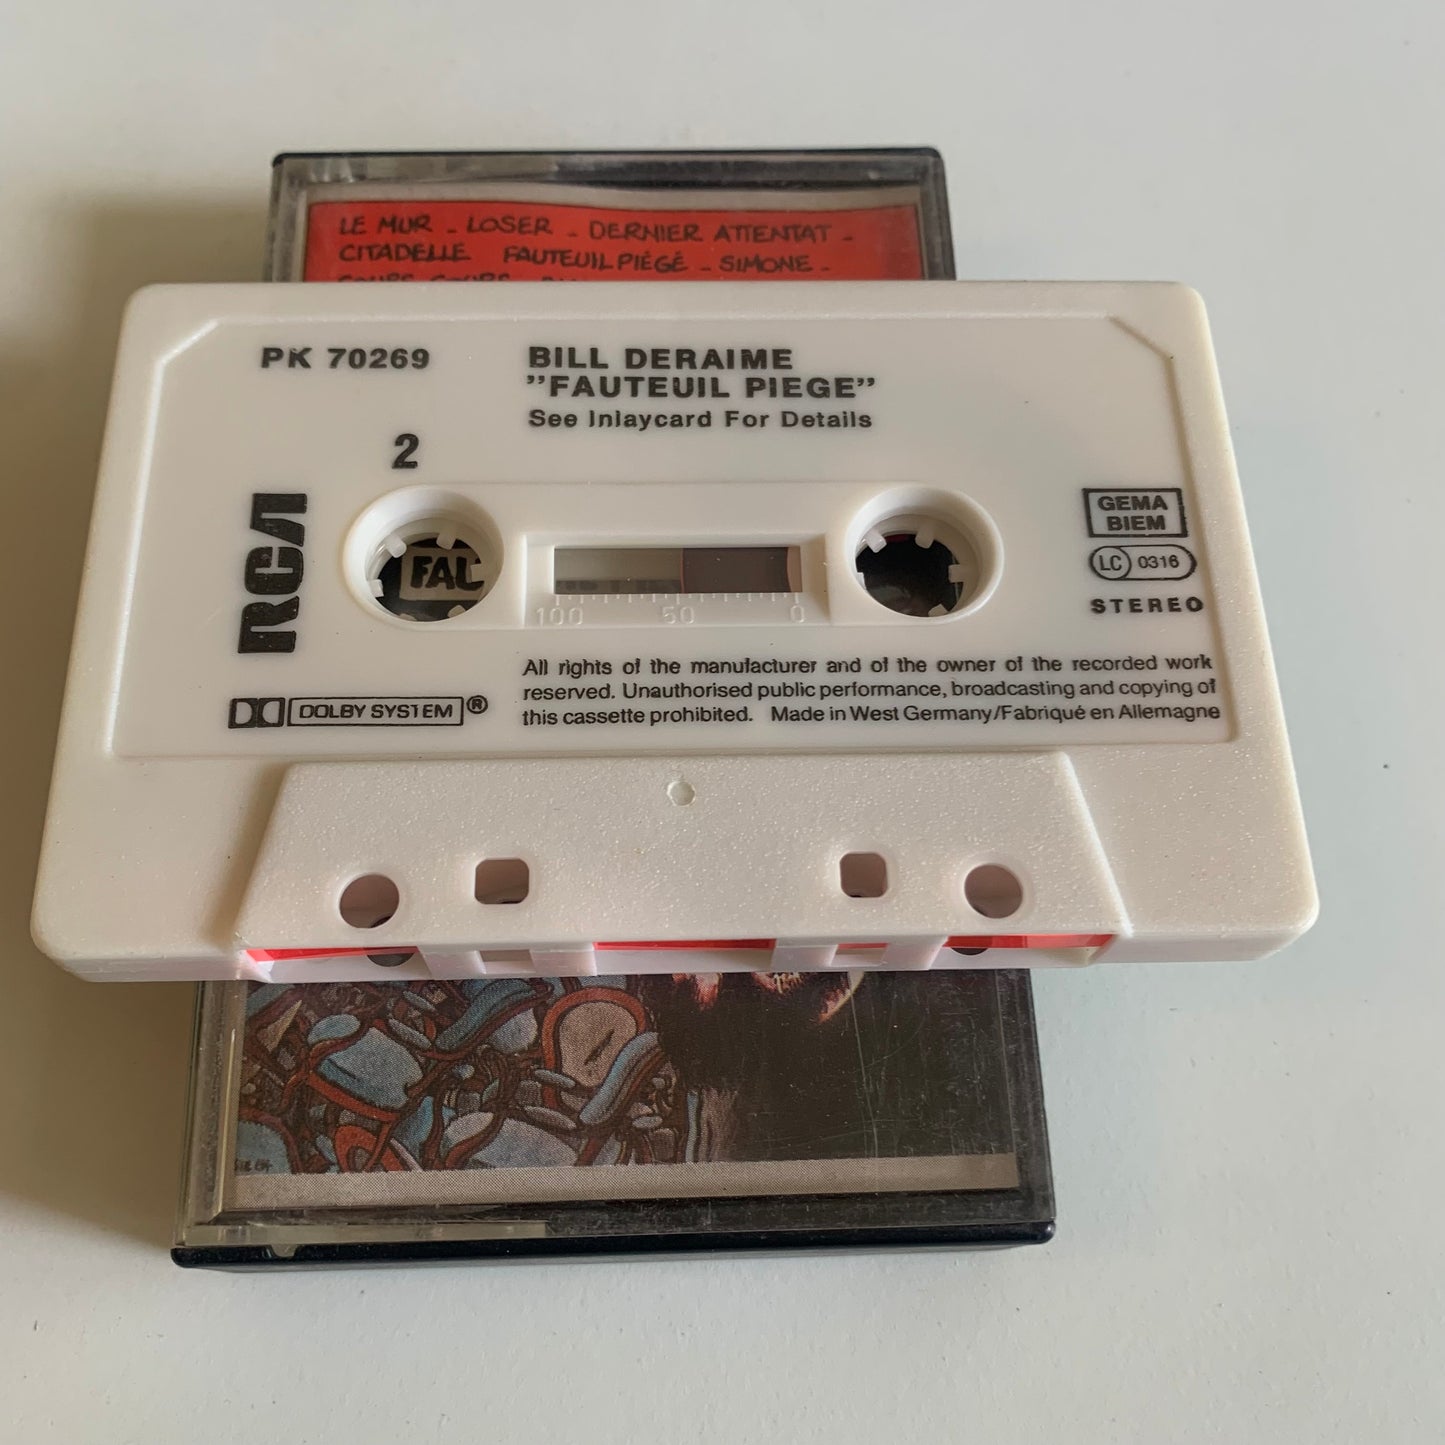 LE MUR - LOSER - DERNIER ATTENTAT -
CITADELLE FAUTEUIL PIÉGÉ - SIMONE -
PK 70269
BILL DERAIME
"FAUTEUIL PIEGE"
See Inlaycard For Details
2
RCA
FAU
GEMA
BIEM
LC 0316
STEREO
100 50 0
All rights of the manufacturer and of the owner of the recorded work
reserved. Unauthorised public performance, broadcasting and copying of
this cassette prohibited. Made in West Germany/Fabriqué en Allemagne
DOLBY SYSTEM ®